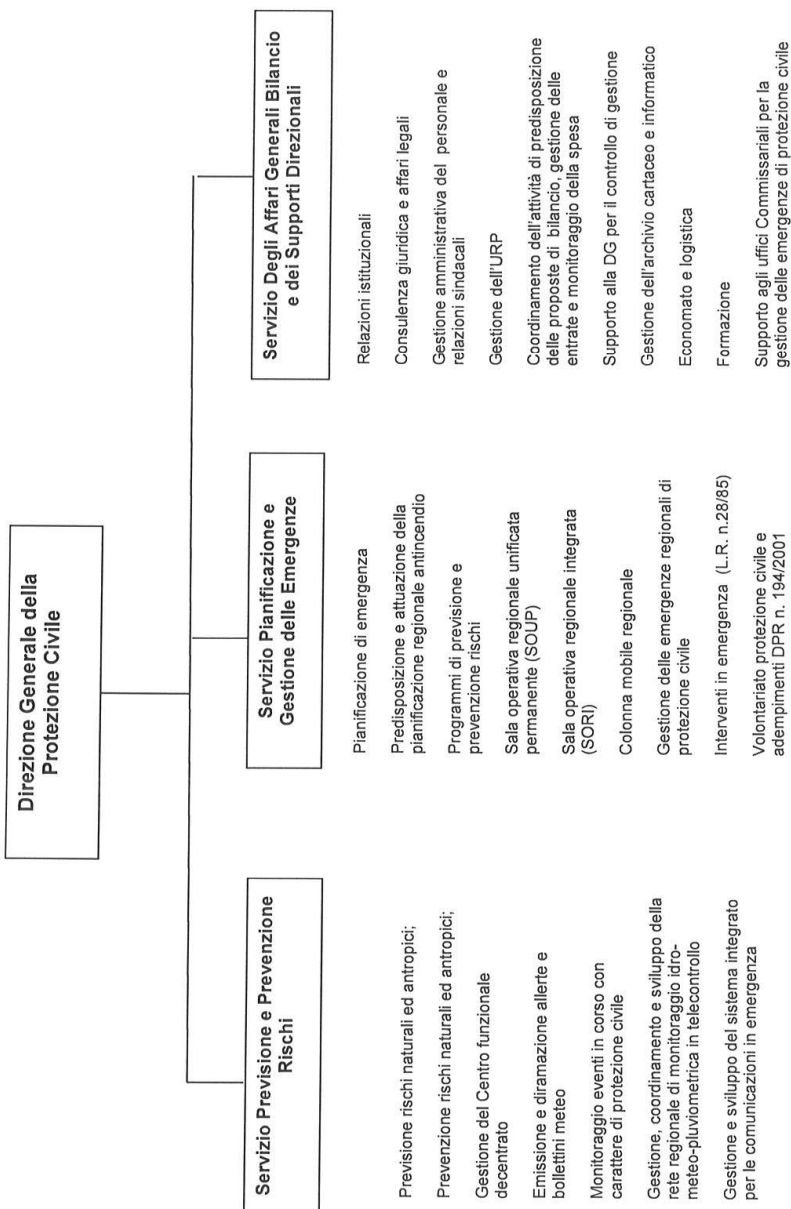 Direzione Generale della
Protezione Civile
Servizio Previsione e Prevenzione
Rischi
Previsione rischi naturali ed antropici;
Prevenzione rischi naturali ed antropici;
Gestione del Centro funzionale
decentrato
Emissione e diramazione allerte e
bollettini meteo
Monitoraggio eventi in corso con
carattere di protezione civile
Gestione, coordinamento e sviluppo della
rete regionale di monitoraggio idro-
meteo-pluviometrica in telecontrollo
Gestione e sviluppo del sistema integrato
per le comunicazioni in emergenza
Servizio Pianificazione e
Gestione delle Emergenze
Pianificazione di emergenza
Predisposizione e attuazione della
pianificazione regionale antincendio
Programmi di previsione e
prevenzione rischi
Sala operativa regionale unificata
permanente (SOUP)
Sala operativa regionale integrata
(SORI)
Colonna mobile regionale
Gestione delle emergenze regionali di
protezione civile
Interventi in emergenza (L.R. n.28/85)
Volontariato protezione civile e
adempimenti DPR n. 194/2001
Servizio Degli Affari Generali Bilancio
e dei Supporti Direzionali
Relazioni istituzionali
Consulenza giuridica e affari legali
Gestione amministrativa del personale e
relazioni sindacali
Gestione dell'URP
Coordinamento dell'attività di predisposizione
delle proposte di bilancio, gestione delle
entrate e monitoraggio della spesa
Supporto alla DG per il controllo di gestione
Gestione dell'archivio cartaceo e informatico
Economato e logistica
Formazione
Supporto agli uffici Commissariali per la
gestione delle emergenze di protezione civile